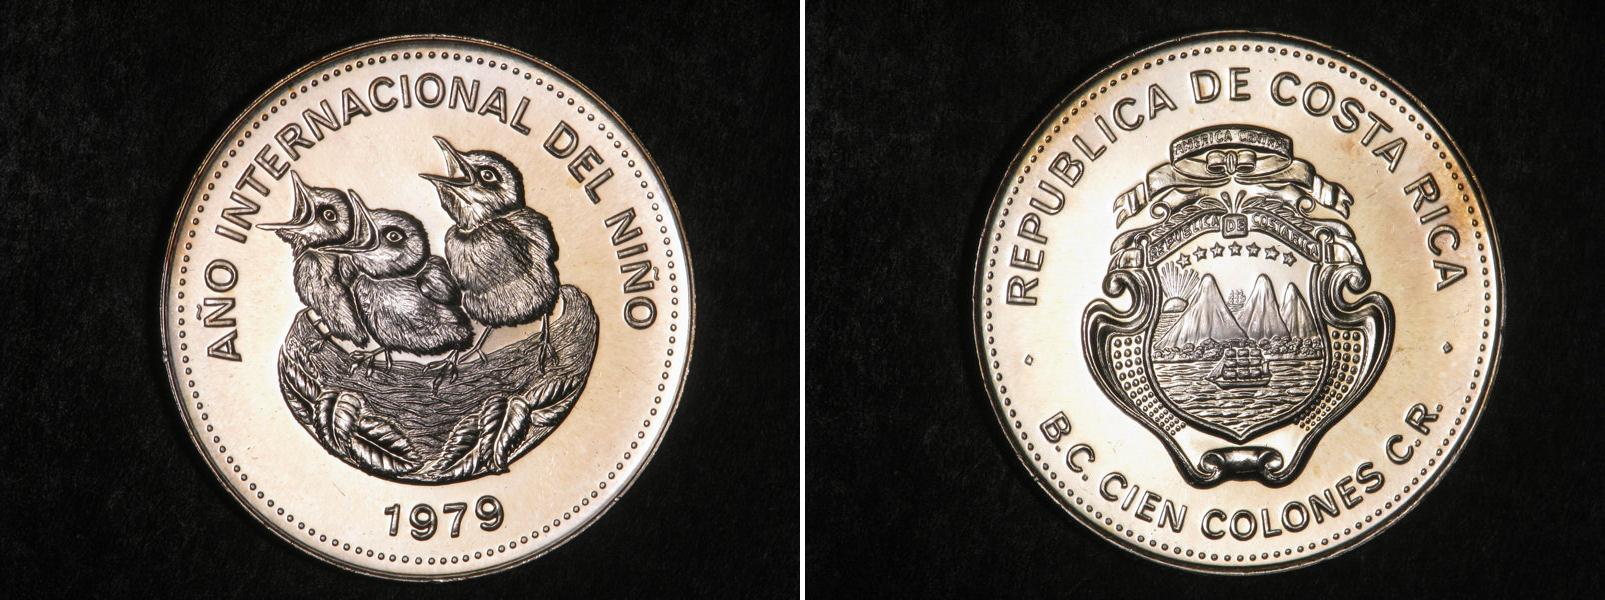 AÑO INTERNACIONAL DEL NIÑO
1979
REPUBLICA DE COSTA RICA
AMERICA CENTRAL
REPUBLICA DE COSTA RICA
B.C. CIEN COLONES C.R.